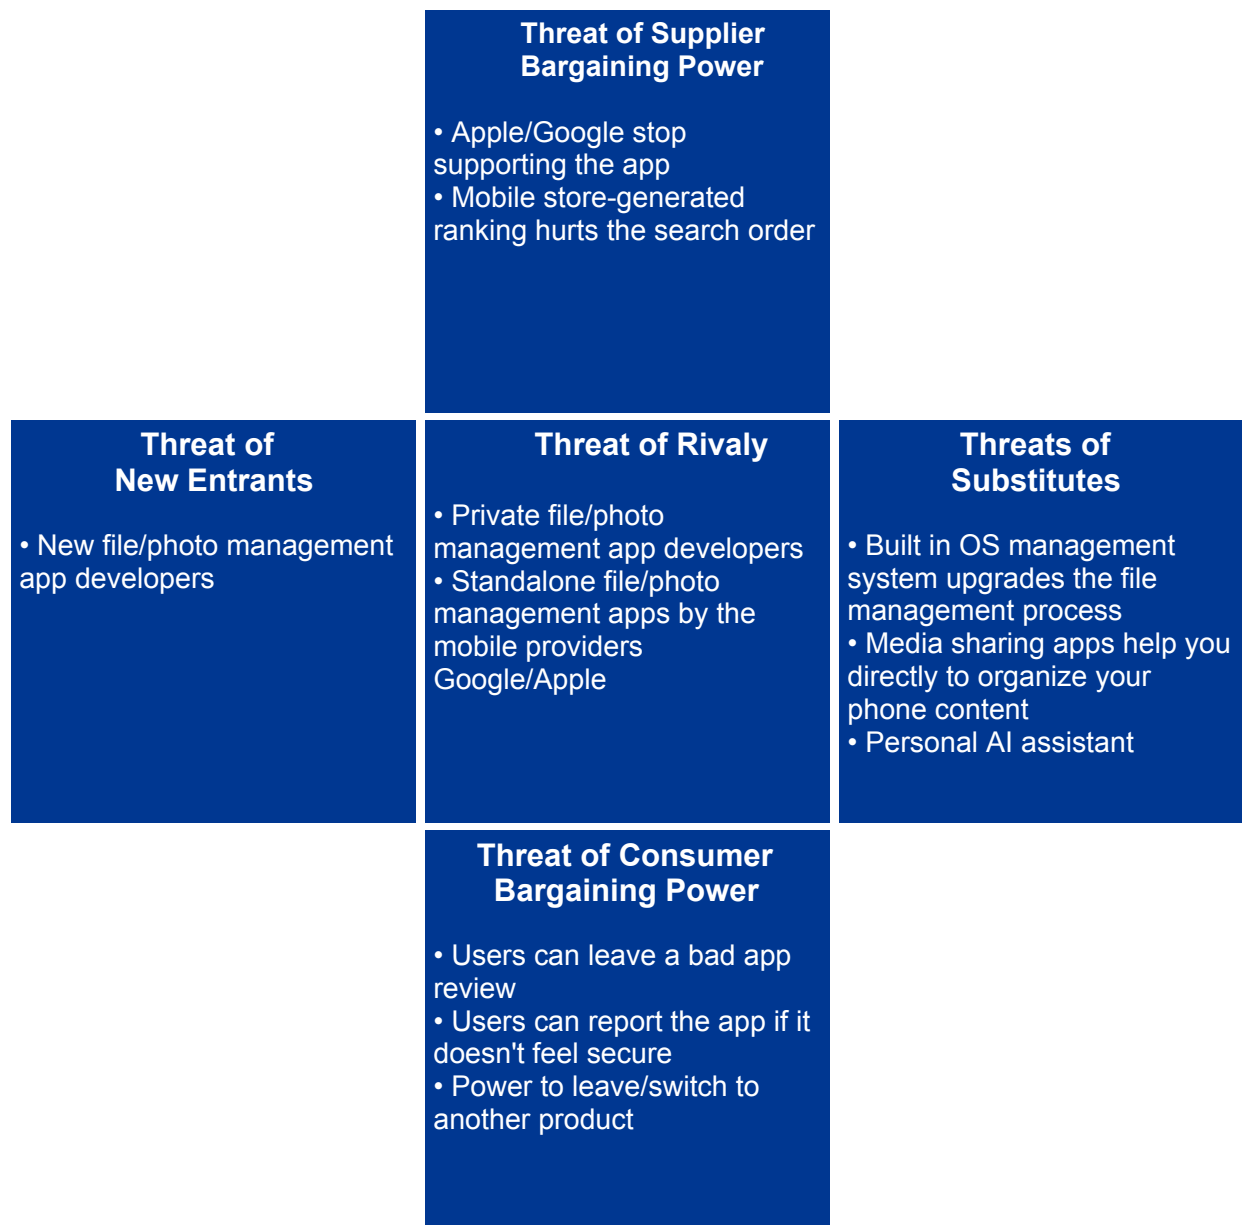 Threat of Supplier
Bargaining Power
• Apple/Google stop
supporting the app
• Mobile store-generated
ranking hurts the search order
Threat of
New Entrants
• New file/photo management
app developers
Threat of Rivaly
• Private file/photo
management app developers
• Standalone file/photo
management apps by the
mobile providers
Google/Apple
Threats of
Substitutes
• Built in OS management
system upgrades the file
management process
• Media sharing apps help you
directly to organize your
phone content
• Personal AI assistant
Threat of Consumer
Bargaining Power
• Users can leave a bad app
review
• Users can report the app if it
doesn't feel secure
• Power to leave/switch to
another product